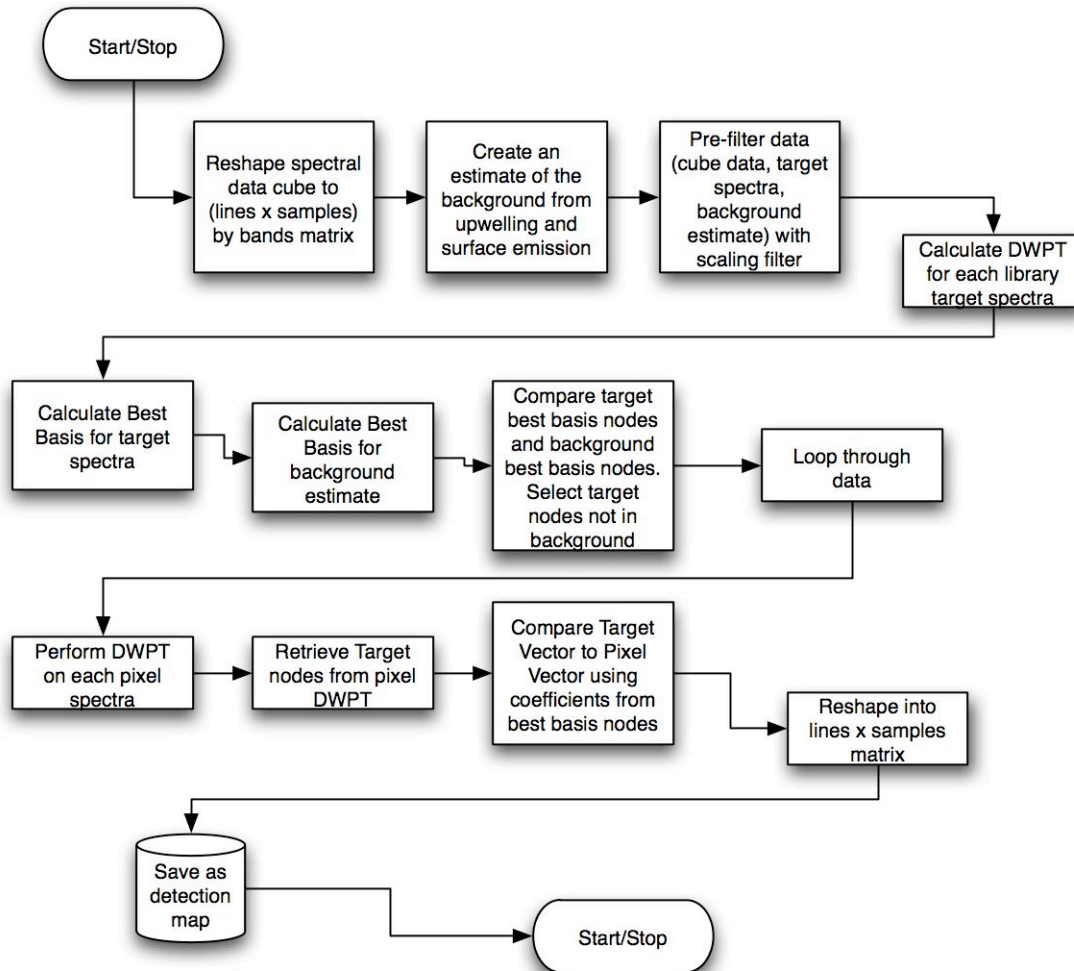 Start/Stop
Reshape spectral
data cube to
(lines x samples)
by bands matrix
Create an
estimate of the
background from
upwelling and
surface emission
Pre-filter data
(cube data, target
spectra,
background
estimate) with
scaling filter
Calculate DWPT
for each library
target spectra
Calculate Best
Basis for target
spectra
Calculate Best
Basis for
background
estimate
Compare target
best basis nodes
and background
best basis nodes.
Select target
nodes not in
background
Loop through
data
Perform DWPT
on each pixel
spectra
Retrieve Target
nodes from pixel
DWPT
Compare Target
Vector to Pixel
Vector using
coefficients from
best basis nodes
Reshape into
lines x samples
matrix
Save as
detection
map
Start/Stop